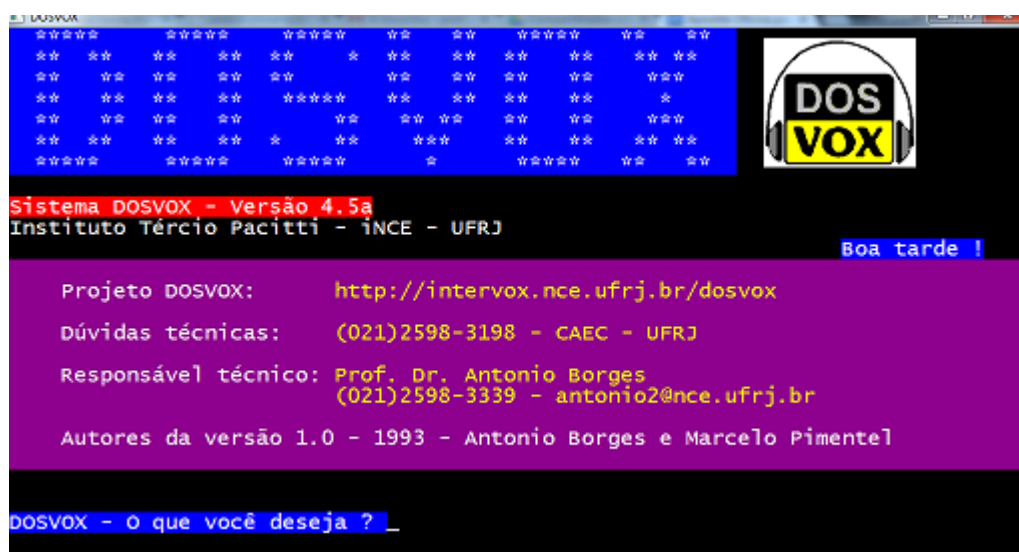 DOSVOX
DOSVOX
DOS
VOX
Sistema DOSVOX - Versão 4.5a
Instituto Tércio Pacitti - iNCE - UFRJ
Boa tarde !
Projeto DOSVOX: http://intervox.nce.ufrj.br/dosvox
Dúvidas técnicas: (021)2598-3198 - CAEC - UFRJ
Responsável técnico: Prof. Dr. Antonio Borges
(021)2598-3339 - antonio2@nce.ufrj.br
Autores da versão 1.0 - 1993 - Antonio Borges e Marcelo Pimentel
DOSVOX - O que você deseja ? _